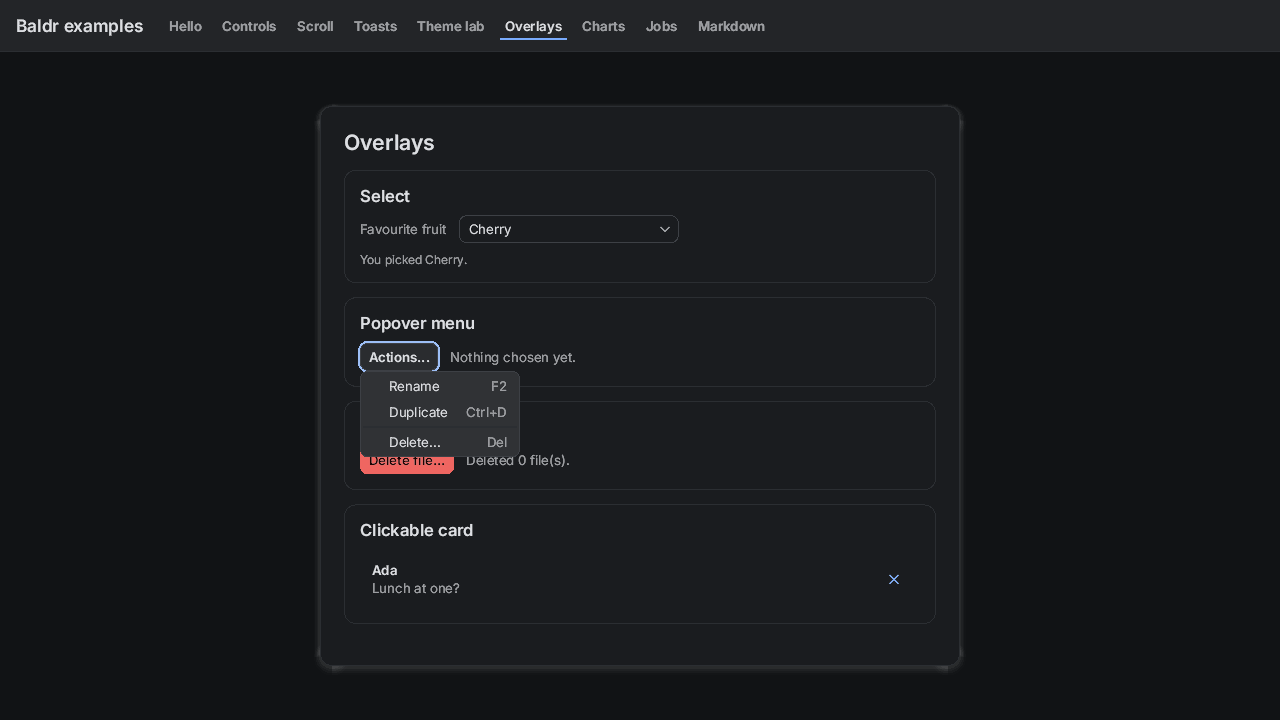 Baldr examples Hello Controls Scroll Toasts Theme lab Overlays Charts Jobs Markdown
Overlays
Select
Favourite fruit Cherry
You picked Cherry.
Popover menu
Actions... Nothing chosen yet.
Rename F2
Duplicate Ctrl+D
Delete... Del
Delete file... Deleted 0 file(s).
Clickable card
Ada
Lunch at one?